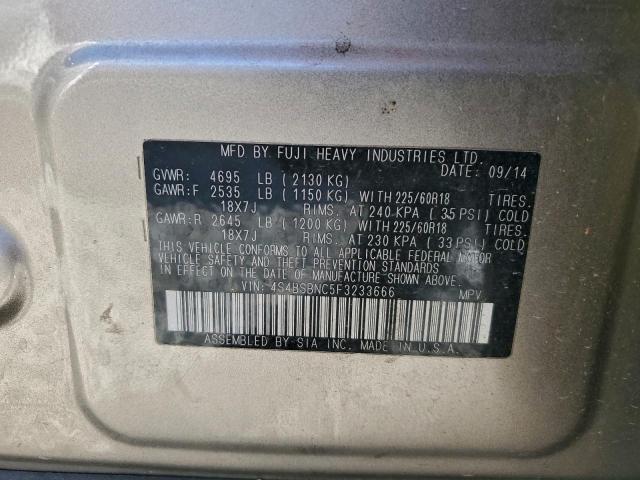 MFD BY FUJI HEAVY INDUSTRIES LTD.
DATE: 09/14
GVWR: 4695 LB ( 2130 KG)
GAWR:F 2535 LB ( 1150 KG) WITH 225/60R18 TIRES.
18X7J RIMS. AT 240 KPA ( 35 PSI) COLD
GAWR:R 2645 LB ( 1200 KG) WITH 225/60R18 TIRES.
18X7J RIMS. AT 230 KPA ( 33 PSI) COLD
THIS VEHICLE CONFORMS TO ALL APPLICABLE FEDERAL MOTOR
VEHICLE SAFETY AND THEFT PREVENTION STANDARDS
IN EFFECT ON THE DATE OF MANUFACTURE SHOWN ABOVE.
VIN: 4S4BSBNC5F3233666 MPV
ASSEMBLED BY SIA INC. MADE IN U.S.A.